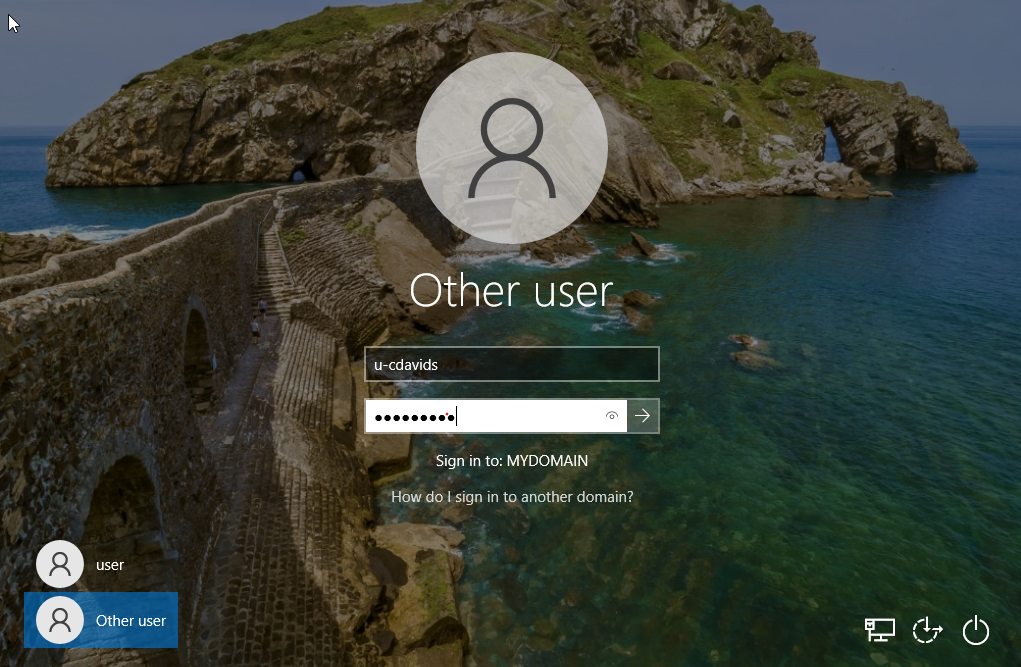 Other user
u-cdavids
●●●●●●●●●
Sign in to: MYDOMAIN
How do I sign in to another domain?
user
Other user